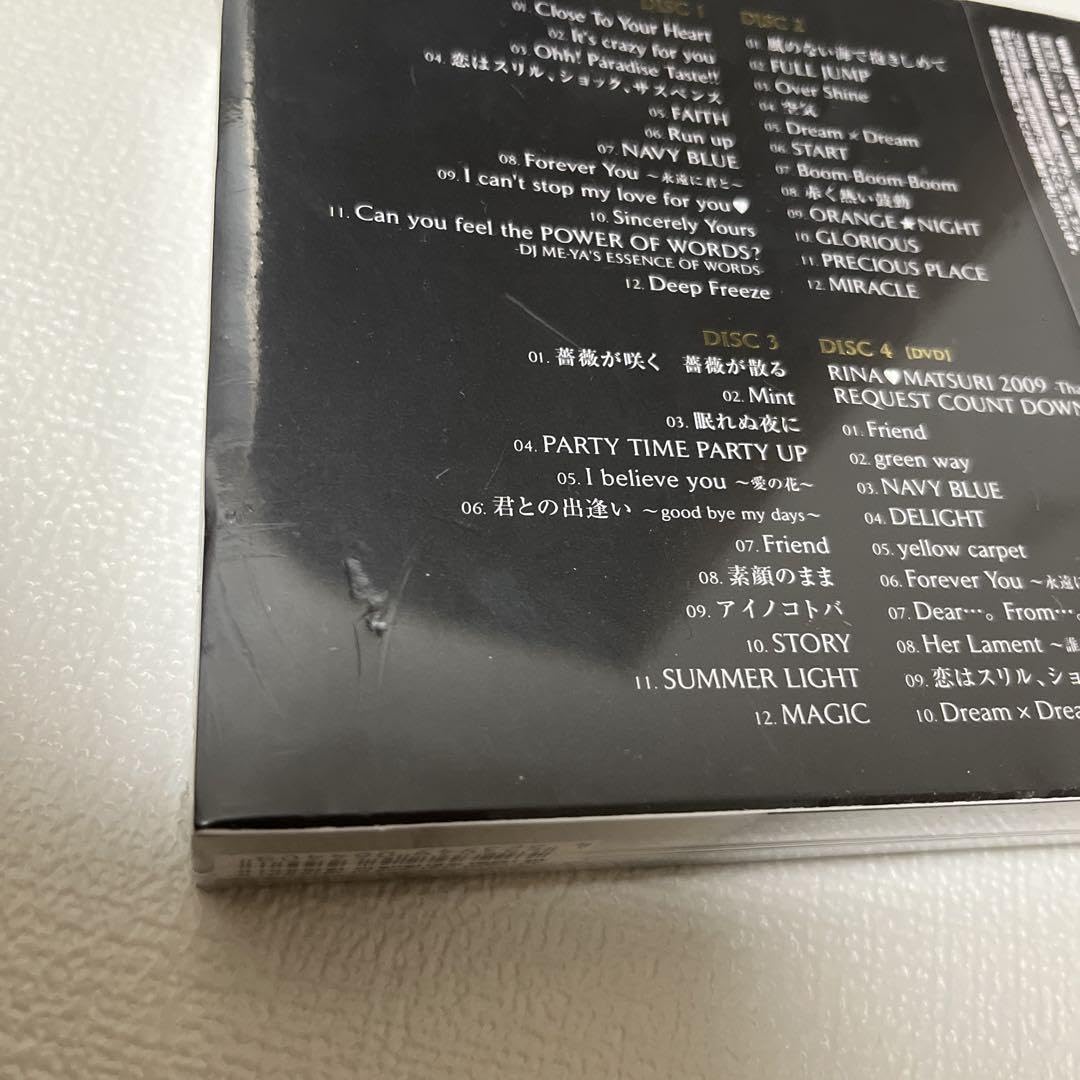 DISC 1
01. Close To Your Heart
02. It's crazy for you
03. Ohh! Paradise Taste!!
04. 恋はスリル、ショック、サスペンス
05. FAITH
06. Run up
07. NAVY BLUE
08. Forever You ～永遠に君と～
09. I can't stop my love for you♥
10. Sincerely Yours
11. Can you feel the POWER OF WORDS?
-DJ ME-YA'S ESSENCE OF WORDS-
12. Deep Freeze
DISC 2
01. 風のない海で抱きしめて
02. FULL JUMP
03. Over Shine
04. 空気
05. Dream × Dream
06. START
07. Boom-Boom-Boom
08. 赤く熱い鼓動
09. ORANGE★NIGHT
10. GLORIOUS
11. PRECIOUS PLACE
12. MIRACLE
DISC 3
01. 薔薇が咲く 薔薇が散る
02. Mint
03. 眠れぬ夜に
04. PARTY TIME PARTY UP
05. I believe you ～愛の花～
06. 君との出逢い ～good bye my days～
07. Friend
08. 素顔のまま
09. アイノコトバ
10. STORY
11. SUMMER LIGHT
12. MAGIC
DISC 4 [DVD]
RINA♥MATSURI 2009 -Tha
REQUEST COUNT DOWN
01. Friend
02. green way
03. NAVY BLUE
04. DELIGHT
05. yellow carpet
06. Forever You ～永遠に
07. Dear…。From…。
08. Her Lament ～誰
09. 恋はスリル、ショ
10. Dream × Drea